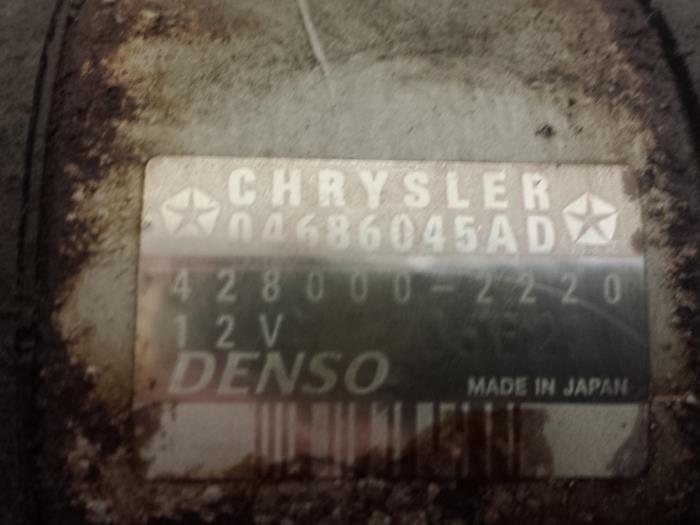 CHRYSLER
04686045AD
428000-2220
12V
DENSO
MADE IN JAPAN